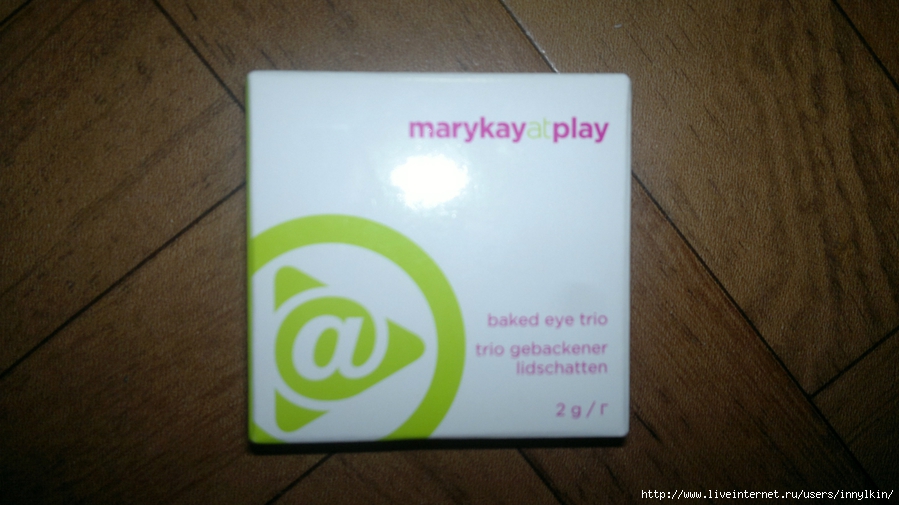 marykayatplay
@
baked eye trio
trio gebackener
lidschatten
2 g / г
http://www.liveinternet.ru/users/innylkin/